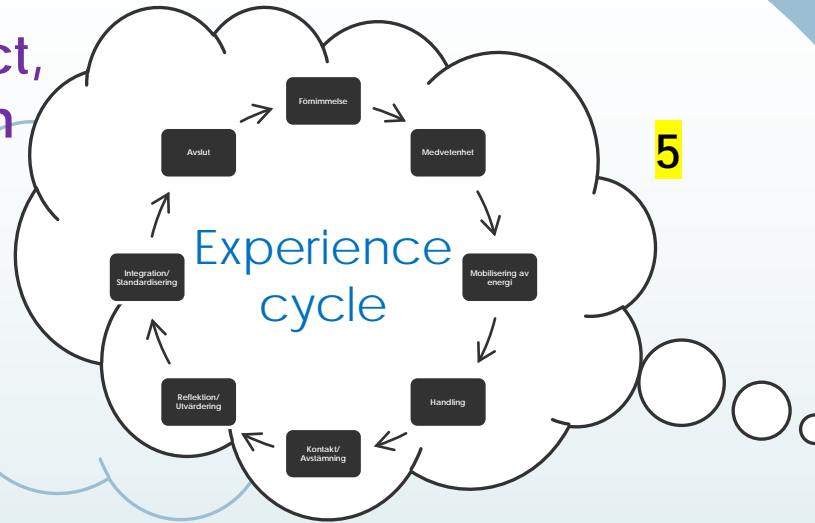 ct,
n
5
Förnimmelse
Medvetenhet
Mobilisering av
energi
Handling
Kontakt/
Avstämning
Reflektion/
Utvärdering
Integration/
Standardisering
Avslut
Experience
cycle